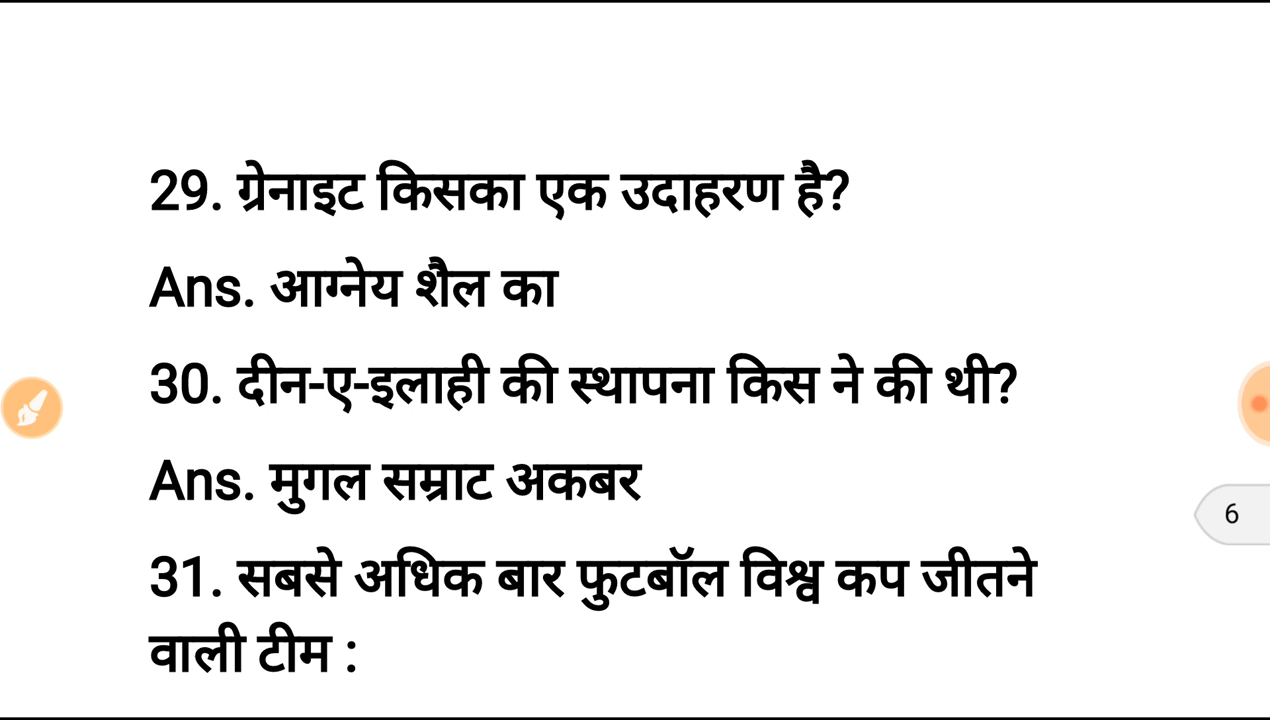 29. ग्रेनाइट किसका एक उदाहरण है?
Ans. आग्नेय शैल का
30. दीन-ए-इलाही की स्थापना किस ने की थी?
Ans. मुगल सम्राट अकबर
6
31. सबसे अधिक बार फुटबॉल विश्व कप जीतने
वाली टीम :